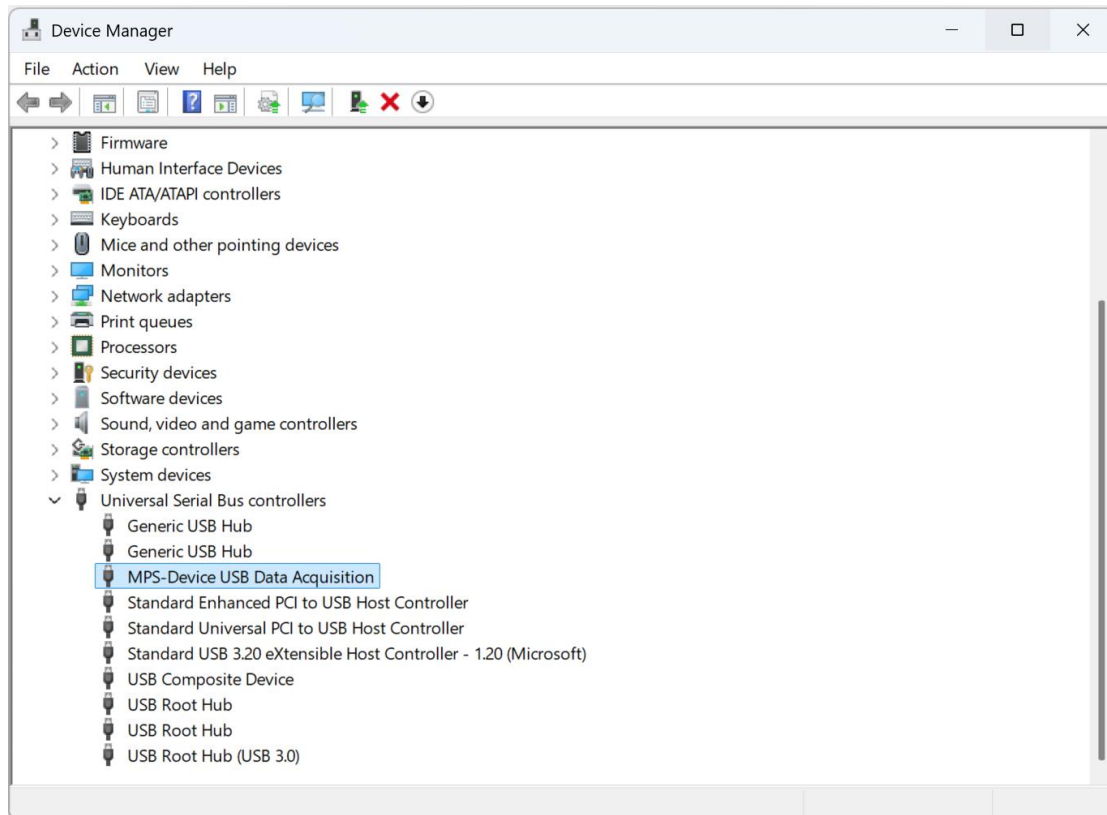 Device Manager
File Action View Help
Firmware
Human Interface Devices
IDE ATA/ATAPI controllers
Keyboards
Mice and other pointing devices
Monitors
Network adapters
Print queues
Processors
Security devices
Software devices
Sound, video and game controllers
Storage controllers
System devices
Universal Serial Bus controllers
Generic USB Hub
Generic USB Hub
MPS-Device USB Data Acquisition
Standard Enhanced PCI to USB Host Controller
Standard Universal PCI to USB Host Controller
Standard USB 3.20 eXtensible Host Controller - 1.20 (Microsoft)
USB Composite Device
USB Root Hub
USB Root Hub
USB Root Hub (USB 3.0)